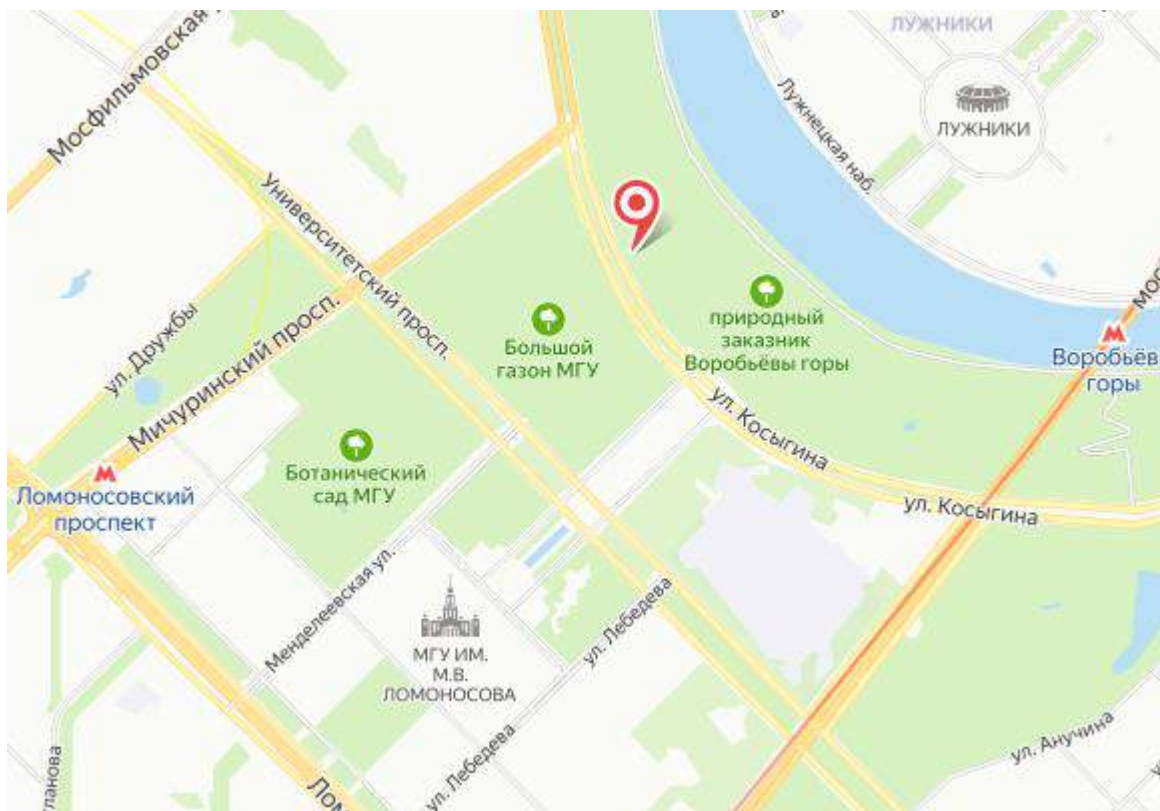 Мосфильмовская
ЛУЖНИКИ
Лужнецкая наб.
ЛУЖНИКИ
Университетский просп.
ул. Дружбы
Мичуринский просп.
Большой
газон МГУ
природный
заказник
Воробьёвы горы
Воробьёв
горы
ул. Косыгина
ул. Косыгина
Ботанический
сад МГУ
Ломоносовский
проспект
Менделеевская ул.
МГУ ИМ.
М.В.
ЛОМОНОСОВА
ул. Лебедева
ул. Лебедева
ул. Анучина